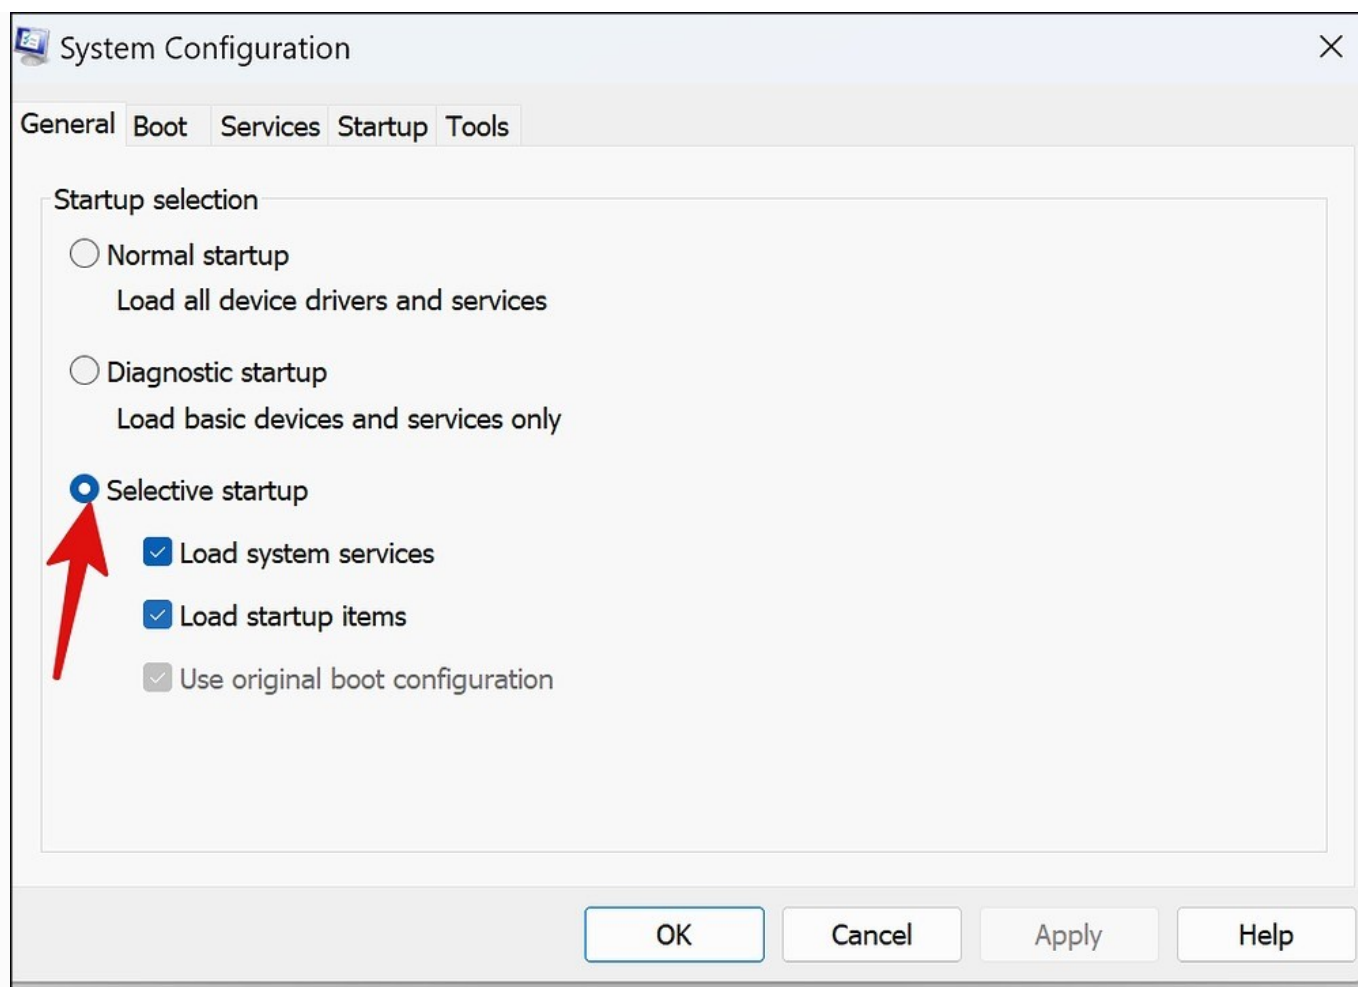 System Configuration
General Boot Services Startup Tools
Startup selection
Normal startup
Load all device drivers and services
Diagnostic startup
Load basic devices and services only
Selective startup
Load system services
Load startup items
Use original boot configuration
OK Cancel Apply Help